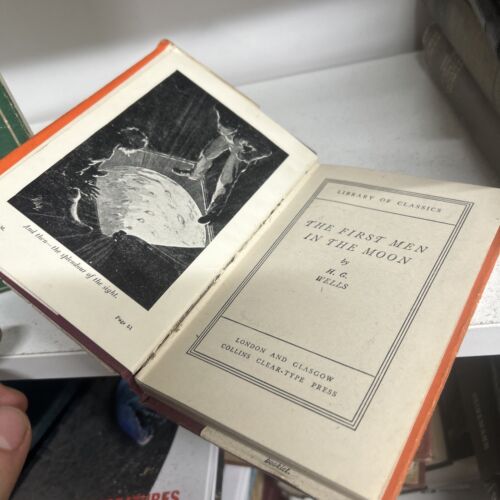 And then—the splendour of the sight.
Page 51
LIBRARY OF CLASSICS
THE FIRST MEN
IN THE MOON
by
H. G.
WELLS
LONDON AND GLASGOW
COLLINS CLEAR-TYPE PRESS
booklet.